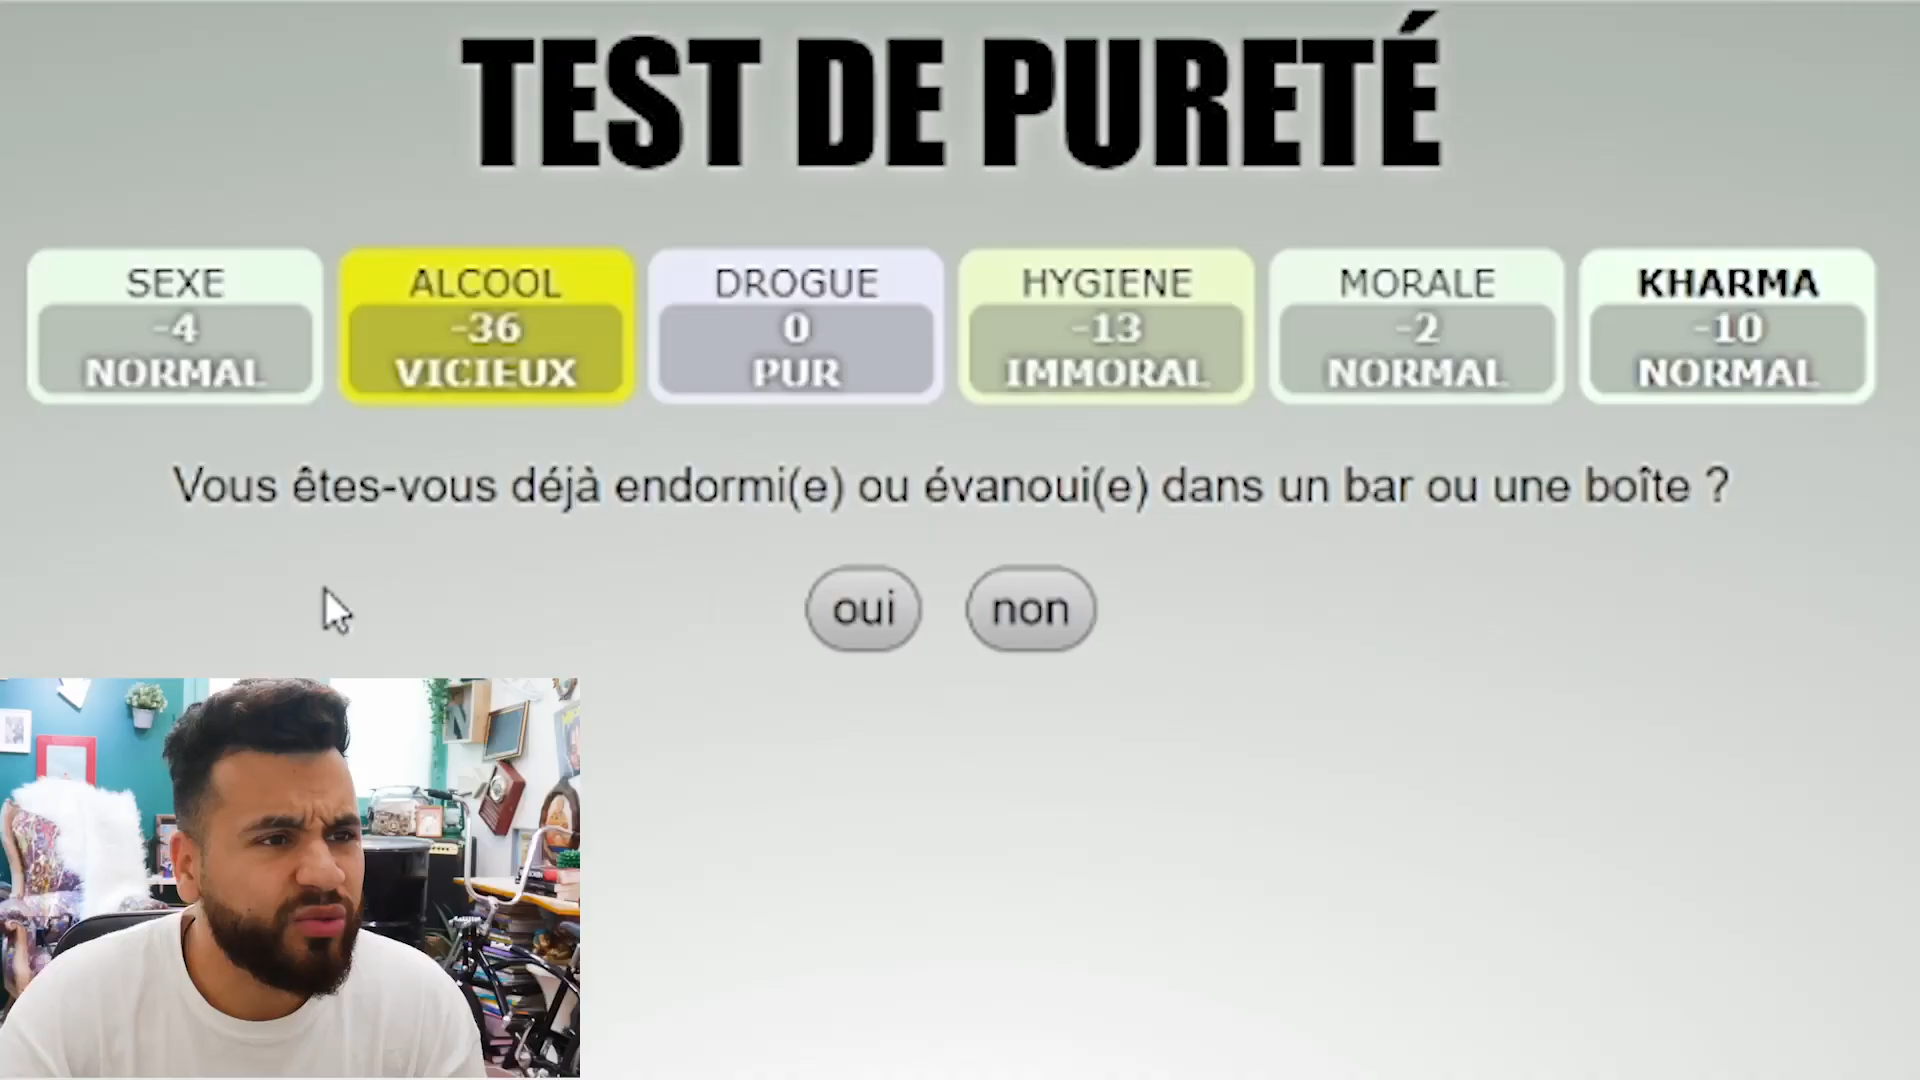 TEST DE PURETÉ
SEXE
-4
NORMAL
ALCOOL
-36
VICIEUX
DROGUE
0
PUR
HYGIENE
-13
IMMORAL
MORALE
-2
NORMAL
KHARMA
-10
NORMAL
Vous êtes-vous déjà endormi(e) ou évanoui(e) dans un bar ou une boîte ?
oui
non